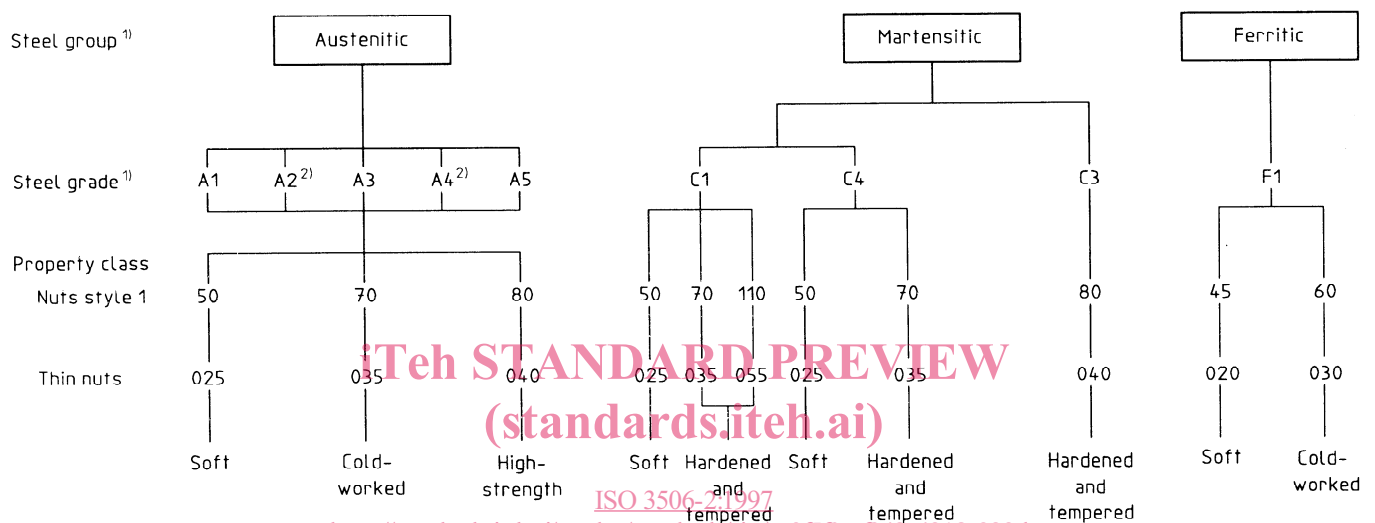 Steel group 1)
Austenitic
Martensitic
Ferritic
Steel grade 1)
A1 A2 2) A3 A4 2) A5 C1 C4 C3 F1
Property class
Nuts style 1
50 70 80 50 70 110 50 70 80 45 60
iTeh STANDARD PREVIEW
Thin nuts
025 035 040 025 035 055 025 035 040 020 030
(standards.iteh.ai)
Soft
Cold-
worked
High-
strength
Soft
Hardened
and
tempered
Soft
Hardened
and
tempered
Hardened
and
tempered
Soft
Cold-
worked
ISO 3506-2:1997